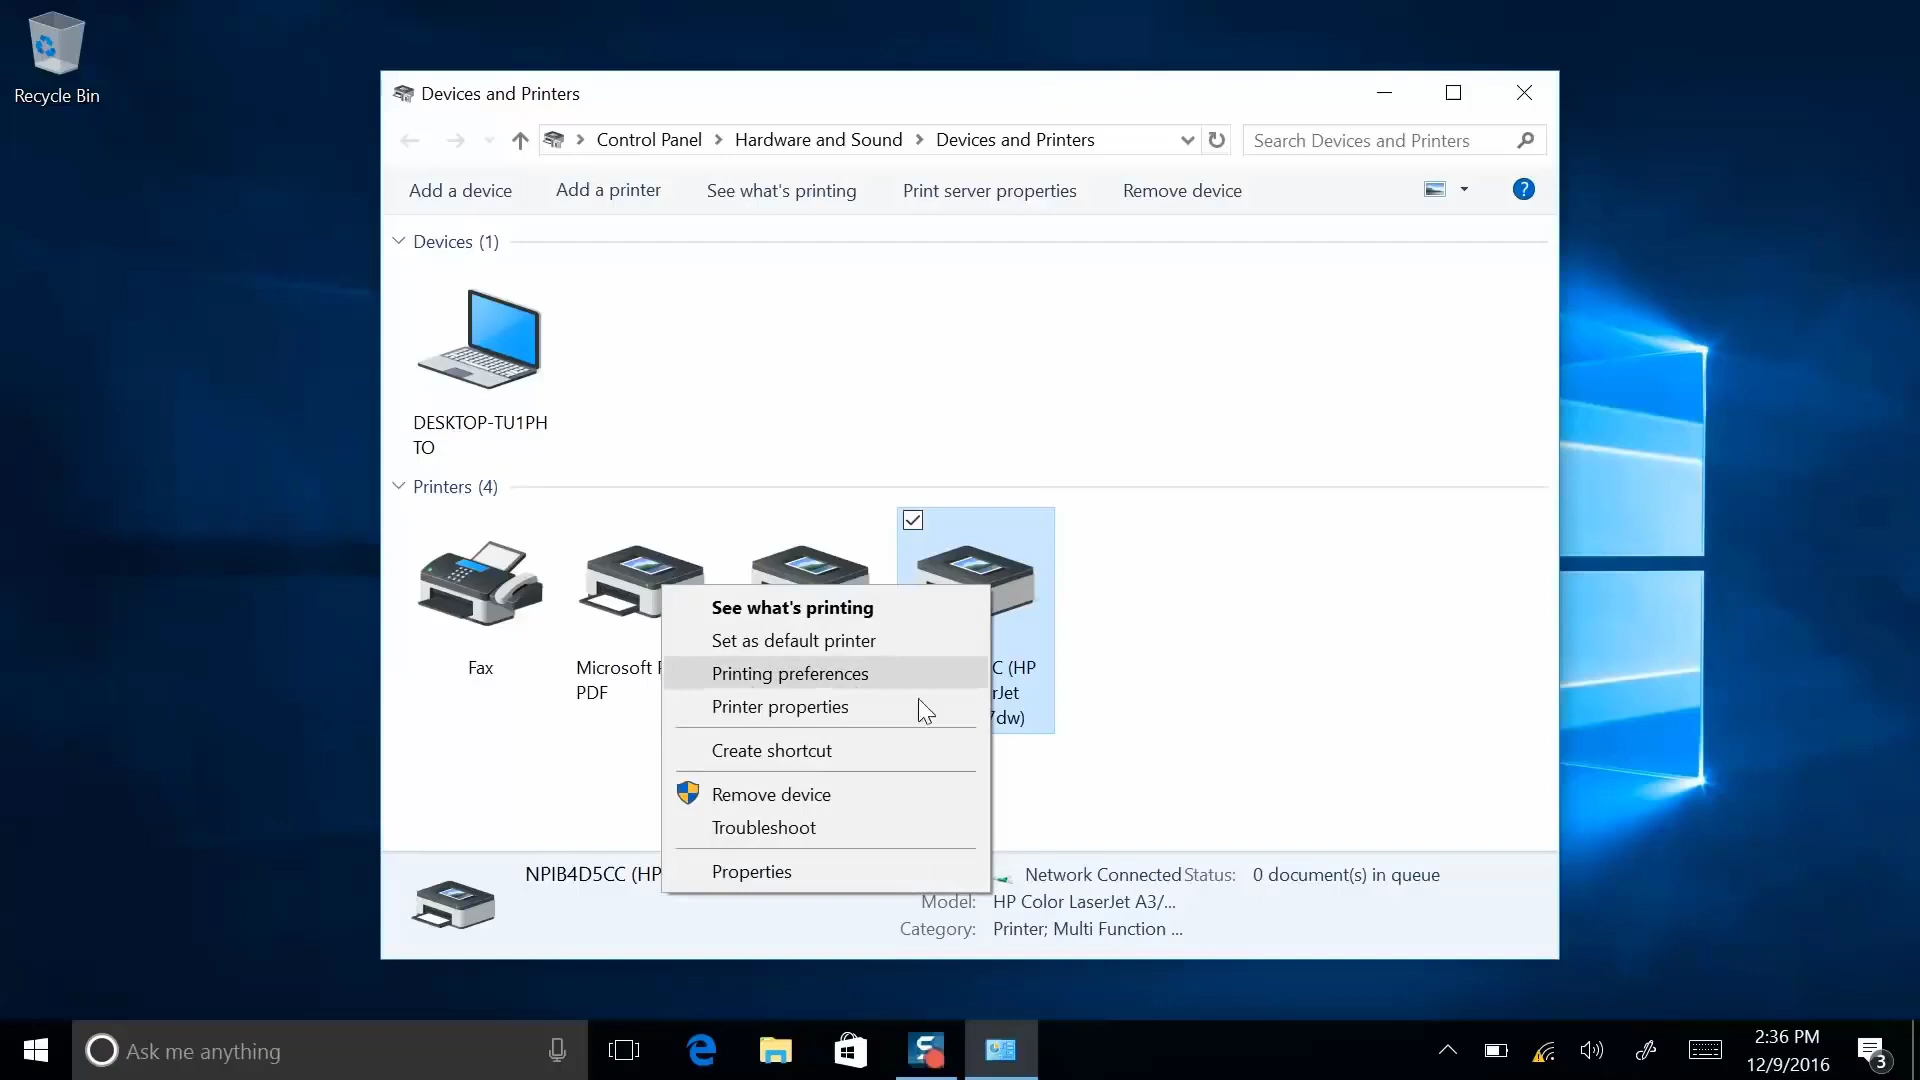 Recycle Bin
Devices and Printers
Control Panel
Hardware and Sound
Devices and Printers
Search Devices and Printers
Add a device
Add a printer
See what's printing
Print server properties
Remove device
?
Devices (1)
DESKTOP-TU1PH
TO
Printers (4)
Fax
Microsoft
PDF
C (HP
rJet
7dw)
See what's printing
Set as default printer
Printing preferences
Printer properties
Create shortcut
Remove device
Troubleshoot
Properties
NPIB4D5CC (HP
Network Connected
Status: 0 document(s) in queue
Model: HP Color LaserJet A3/...
Category: Printer; Multi Function ...
Ask me anything
2:36 PM
12/9/2016
3